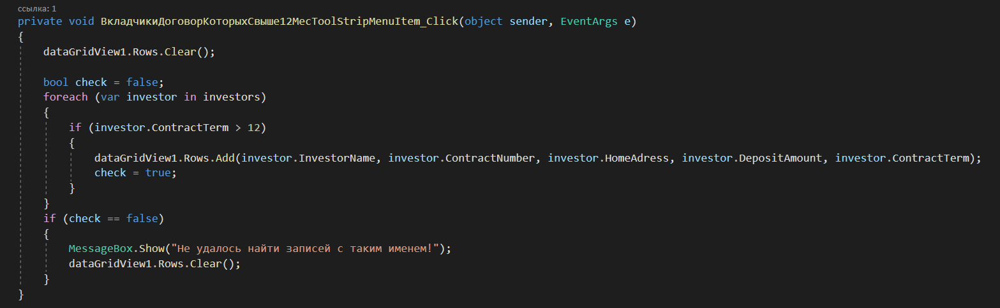 ссылка: 1
private void ВкладчикиДоговорКоторыхСвыше12МесToolStripMenuItem_Click(object sender, EventArgs e)
{
dataGridView1.Rows.Clear();
bool check = false;
foreach (var investor in investors)
{
if (investor.ContractTerm > 12)
{
dataGridView1.Rows.Add(investor.InvestorName, investor.ContractNumber, investor.HomeAdress, investor.DepositAmount, investor.ContractTerm);
check = true;
}
}
if (check == false)
{
MessageBox.Show("Не удалось найти записей с таким именем!");
dataGridView1.Rows.Clear();
}
}